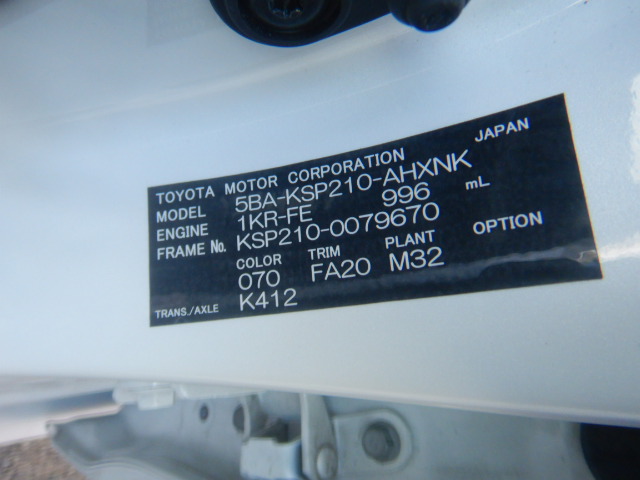 TOYOTA MOTOR CORPORATION JAPAN
MODEL 5BA-KSP210-AHXNK
ENGINE 1KR-FE 996 mL
FRAME No. KSP210-0079670
COLOR TRIM PLANT OPTION
070 FA20 M32
TRANS./AXLE K412